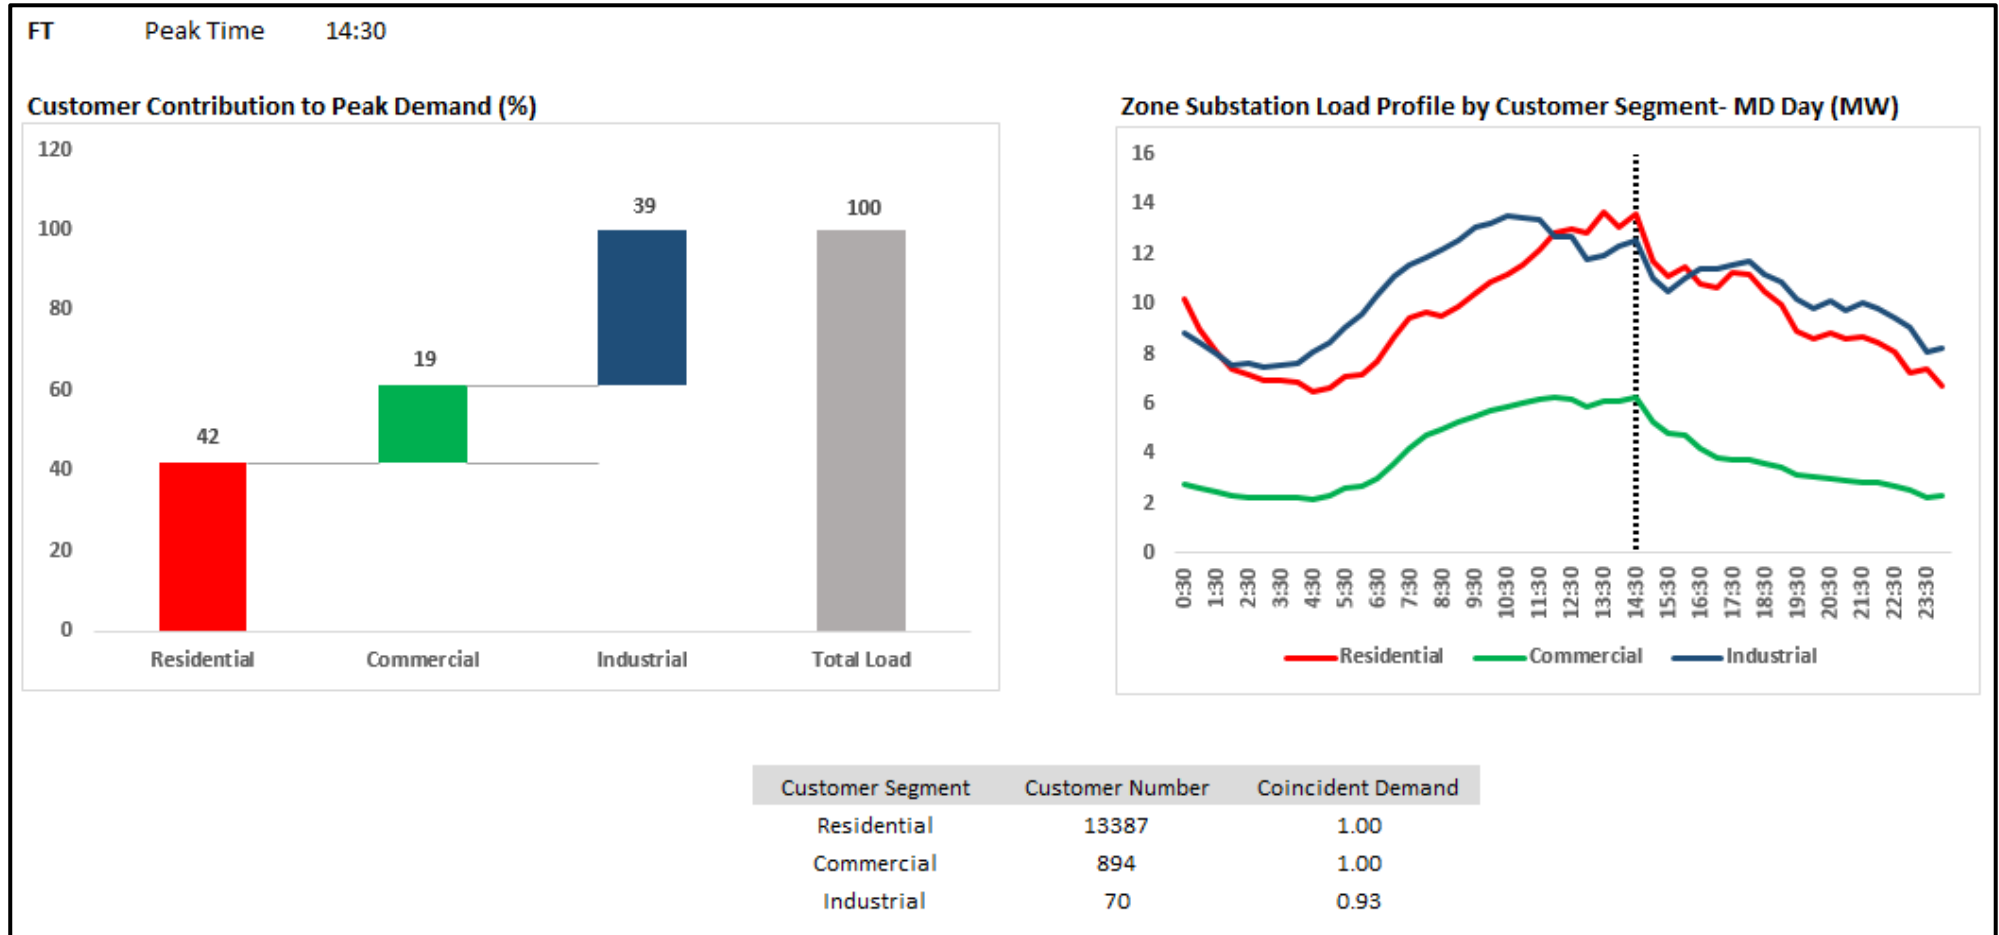 FT Peak Time 14:30
Customer Contribution to Peak Demand (%)
120
100
80
60
40
20
0
42
19
39
100
Residential Commercial Industrial Total Load
Zone Substation Load Profile by Customer Segment- MD Day (MW)
16
14
12
10
8
6
4
2
0
0:30 1:30 2:30 3:30 4:30 5:30 6:30 7:30 8:30 9:30 10:30 11:30 12:30 13:30 14:30 15:30 16:30 17:30 18:30 19:30 20:30 21:30 22:30 23:30
Residential Commercial Industrial
Customer Segment Customer Number Coincident Demand
Residential 13387 1.00
Commercial 894 1.00
Industrial 70 0.93